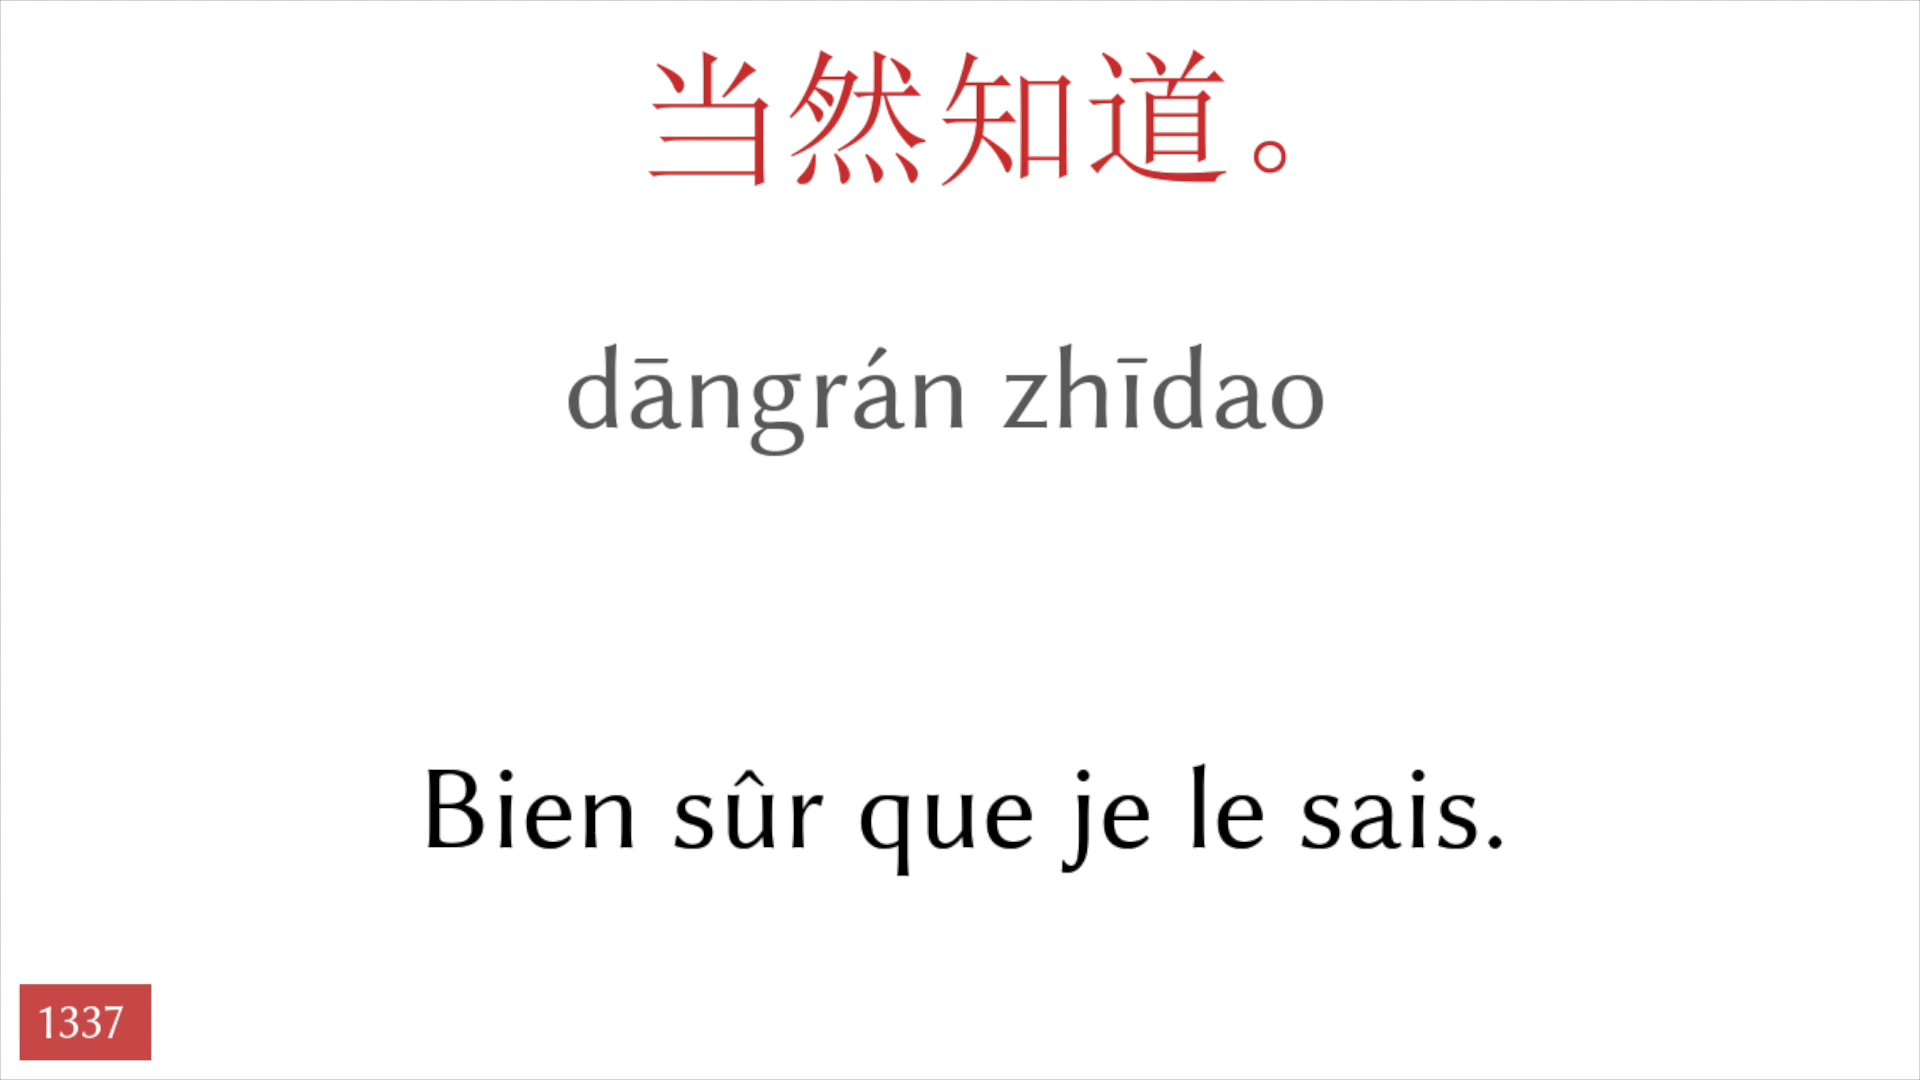 当然知道。
dāngrán zhīdao
Bien sûr que je le sais.
1337